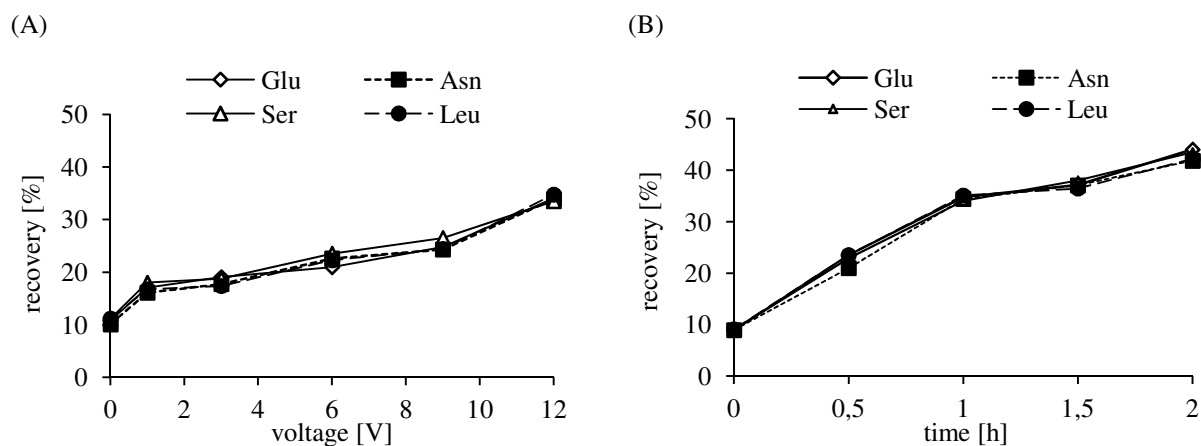 (A)
Glu Asn
Ser Leu
50
40
30
20
10
0
recovery [%]
0 2 4 6 8 10 12
voltage [V]
(B)
Glu Asn
Ser Leu
50
40
30
20
10
0
recovery [%]
0 0,5 1 1,5 2
time [h]